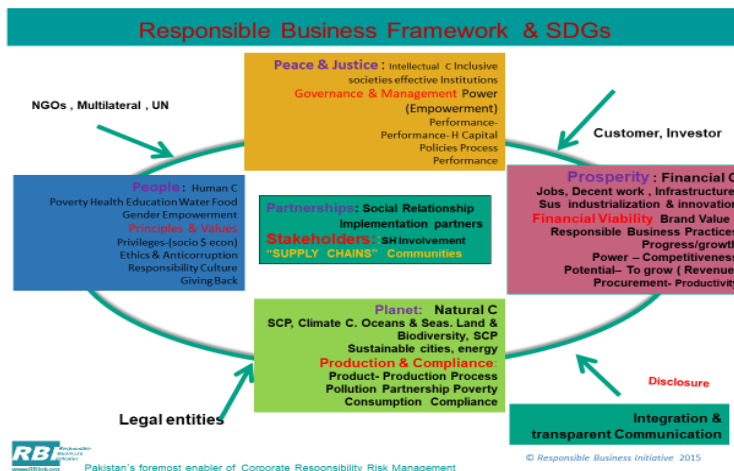 Responsible Business Framework & SDGs
Peace & Justice : Intellectual C Inclusive
societies effective Institutions
Governance & Management Power
(Empowerment)
Performance-
Performance- H Capital
Policies Process
Performance
NGOs , Multilateral , UN
Customer, Investor
People : Human C
Poverty Health Education Water Food
Gender Empowerment
Principles & Values
Privileges-(socio $ econ)
Ethics & Anticorruption
Responsibility Culture
Giving Back
Partnerships: Social Relationship
Implementation partners
Stakeholders: SH Involvement
“SUPPLY CHAINS” Communities
Prosperity : Financial C
Jobs, Decent work , Infrastructure
Sus industrialization & innovation
Financial Viability Brand Value
Responsible Business Practices
Progress/growth
Power – Competitiveness
Potential– To grow ( Revenue
Procurement- Productivity
Planet: Natural C
SCP, Climate C. Oceans & Seas. Land &
Biodiversity, SCP
Sustainable cities, energy
Production & Compliance:
Product- Production Process
Pollution Partnership Poverty
Consumption Compliance
Legal entities
Disclosure
Integration &
transparent Communication
RBI Responsible
Business
Initiative
Pakistan's foremost enabler of Corporate Responsibility Risk Management
© Responsible Business Initiative 2015